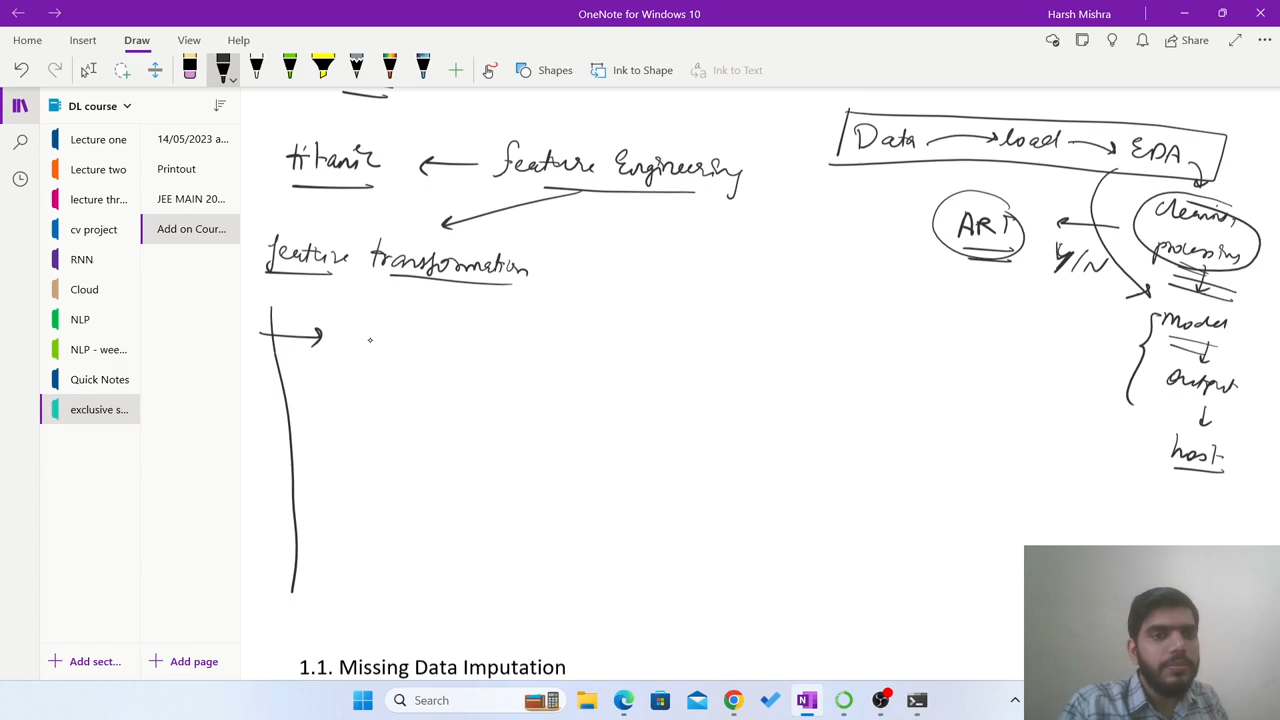 OneNote for Windows 10
Harsh Mishra
Home Insert Draw View Help
Share
Shapes
Ink to Shape
Ink to Text
DL course
Lecture one
Lecture two
lecture thr...
cv project
RNN
Cloud
NLP
NLP - wee...
Quick Notes
exclusive s...
Add sect...
14/05/2023 a...
Printout
JEE MAIN 20...
Add on Cour...
Add page
titanic ← feature Engineering
feature transformation
Data → load → EDA
cleaning
processing
ART
Y/N
Model
Output
host
1.1. Missing Data Imputation
Search